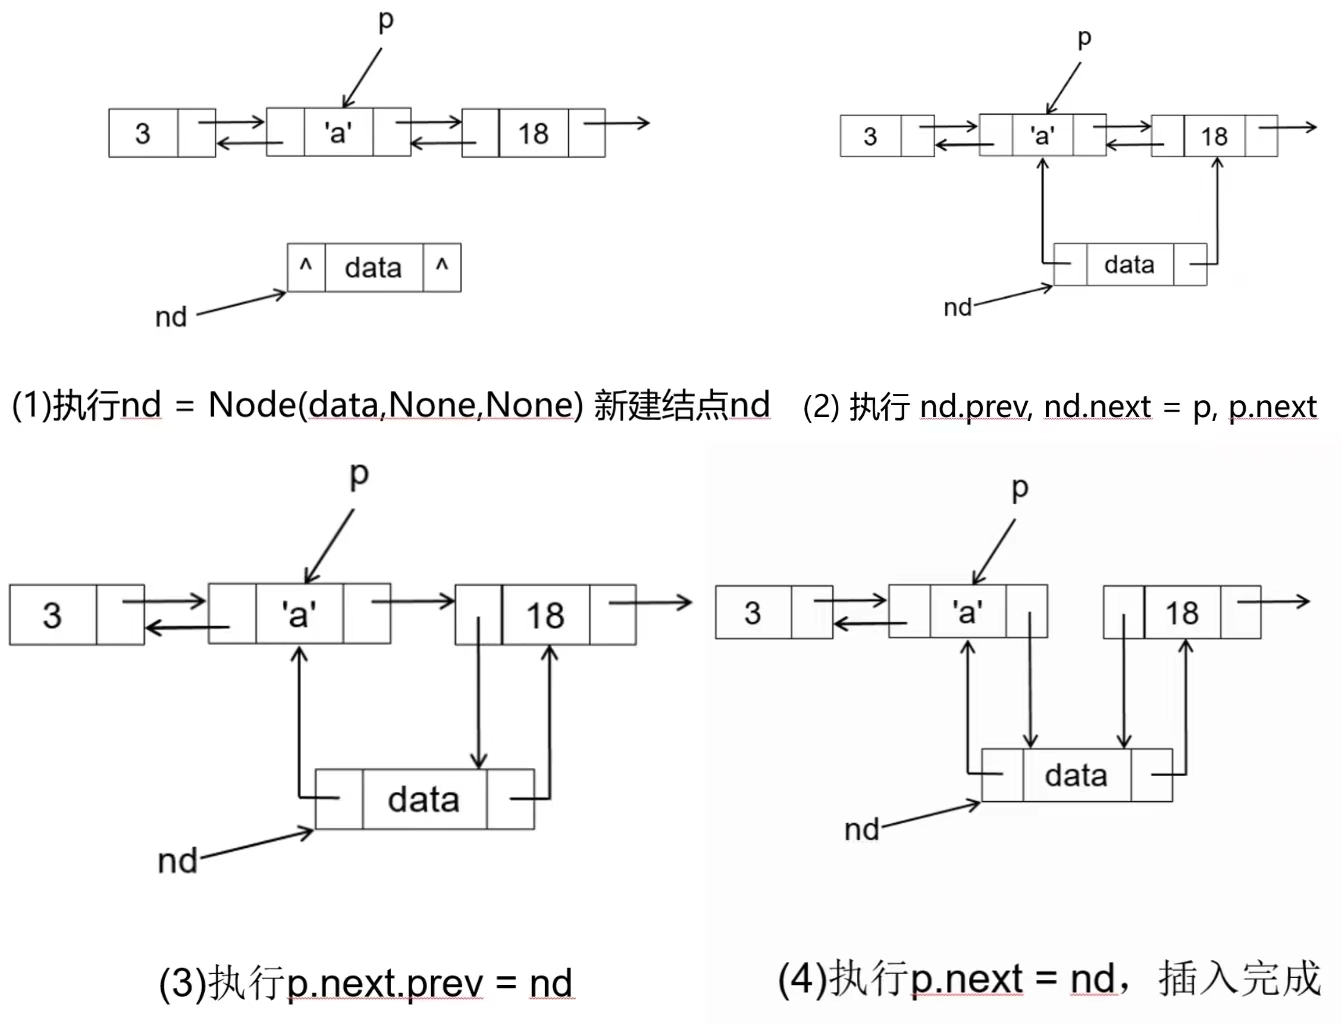 p
3 'a' 18
^ data ^
nd
(1)执行nd = Node(data,None,None) 新建结点nd
p
3 'a' 18
data
nd
(2) 执行 nd.prev, nd.next = p, p.next
p
3 'a' 18
data
nd
(3)执行p.next.prev = nd
p
3 'a' 18
data
nd
(4)执行p.next = nd，插入完成